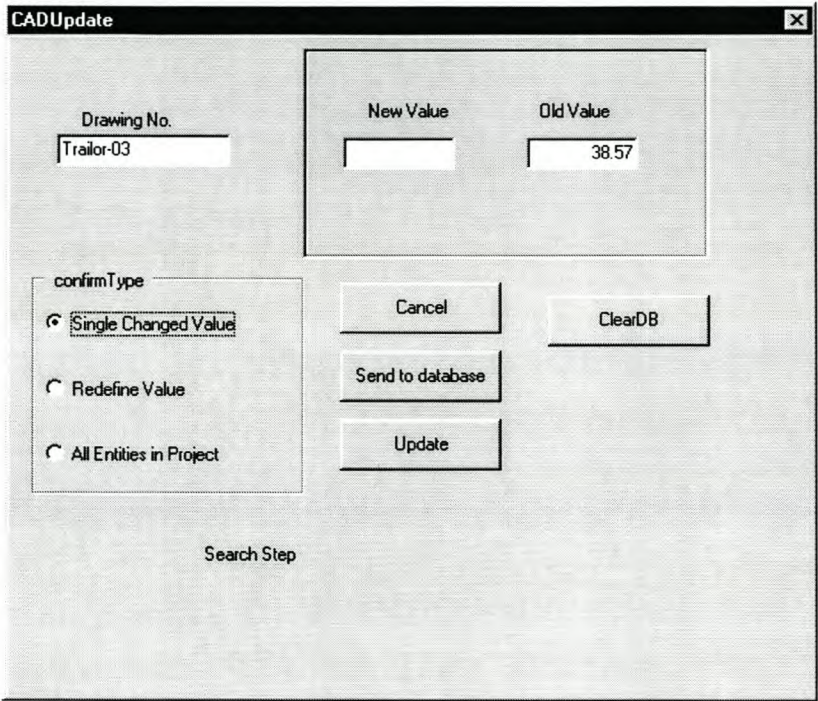 CADUpdate
Drawing No.
Trailor-03
New Value
Old Value
38.57
confirmType
Single Changed Value
Redefine Value
All Entities in Project
Cancel
Send to database
Update
ClearDB
Search Step